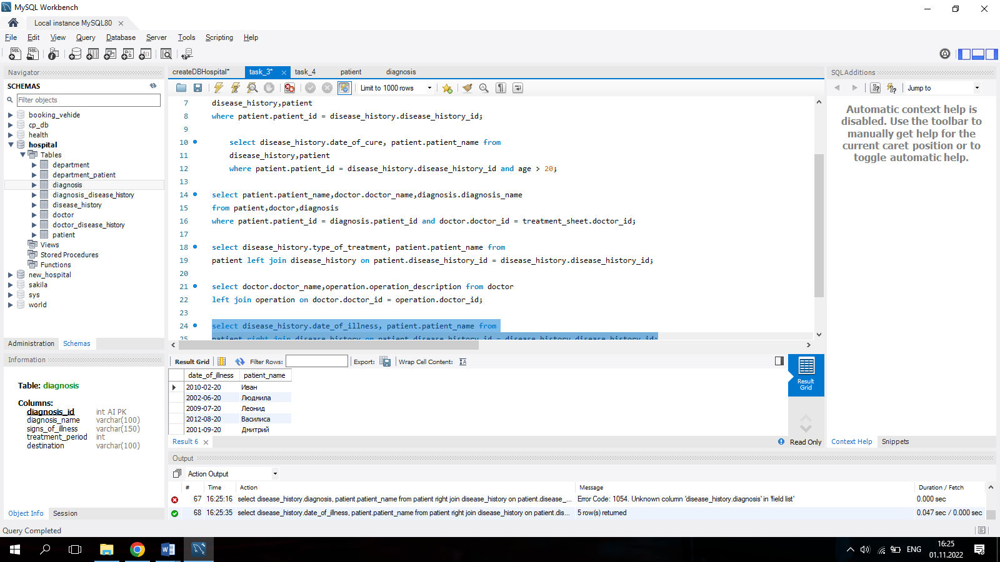 MySQL Workbench
Local instance MySQL80
File Edit View Query Database Server Tools Scripting Help
Navigator
SCHEMAS
Filter objects
booking_vehide
cp_db
health
hospital
Tables
department
department_patient
diagnosis
diagnosis_disease_history
disease_history
doctor
doctor_disease_history
patient
Views
Stored Procedures
Functions
new_hospital
sakila
sys
world
Administration Schemas
Information
Table: diagnosis
Columns:
diagnosis_id int AI PK
diagnosis_name varchar(100)
signs_of_illness varchar(150)
treatment_period int
destination varchar(100)
Object Info Session
Query Completed
createDBHospital* task_3* task_4 patient diagnosis
Limit to 1000 rows
7 disease_history,patient
8 where patient.patient_id = disease_history.disease_history_id;
9
10 select disease_history.date_of_cure, patient.patient_name from
11 disease_history,patient
12 where patient.patient_id = disease_history.disease_history_id and age > 20;
13
14 select patient.patient_name,doctor.doctor_name,diagnosis.diagnosis_name
15 from patient,doctor,diagnosis
16 where patient.patient_id = diagnosis.patient_id and doctor.doctor_id = treatment_sheet.doctor_id;
17
18 select disease_history.type_of_treatment, patient.patient_name from
19 patient left join disease_history on patient.disease_history_id = disease_history.disease_history_id;
20
21 select doctor.doctor_name,operation.operation_description from doctor
22 left join operation on doctor.doctor_id = operation.doctor_id;
23
24 select disease_history.date_of_illness, patient.patient_name from
25 patient right join disease_history on patient.disease_history_id = disease_history.disease_history_id;
Result Grid Filter Rows: Export: Wrap Cell Content:
date_of_illness patient_name
2010-02-20 Иван
2002-06-20 Людмила
2009-07-20 Леонид
2012-08-20 Василиса
2001-09-20 Дмитрий
Result Grid
Result 6
Read Only
SQLAdditions
Jump to
Automatic context help is
disabled. Use the toolbar to
manually get help for the
current caret position or to
toggle automatic help.
Context Help Snippets
Output
Action Output
# Time Action Message Duration / Fetch
67 16:25:16 select disease_history.diagnosis, patient.patient_name from patient right join disease_history on patient.disease_... Error Code: 1054. Unknown column 'disease_history.diagnosis' in 'field list' 0.000 sec
68 16:25:35 select disease_history.date_of_illness, patient.patient_name from patient right join disease_history on patient.dis... 5 row(s) returned 0.047 sec / 0.000 sec
ENG
16:25
01.11.2022